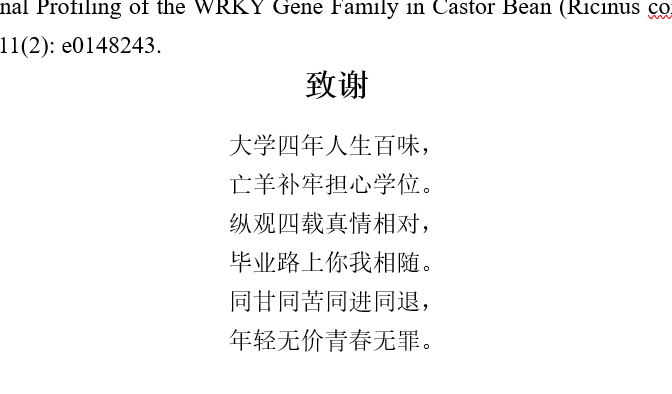 nal Profiling of the WRKY Gene Family in Castor Bean (Ricinus
11(2): e0148243.
致谢
大学四年人生百味，
亡羊补牢担心学位。
纵观四载真情相对，
毕业路上你我相随。
同甘同苦同进同退，
年轻无价青春无罪。